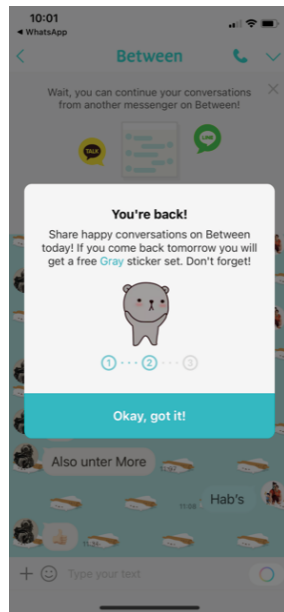 10:01
WhatsApp
Between
Wait, you can continue your conversations
from another messenger on Between!
TALK
LINE
You're back!
Share happy conversations on Between
today! If you come back tomorrow you will
get a free Gray sticker set. Don't forget!
1 2 3
Okay, got it!
Also unter More
Hab's
Type your text